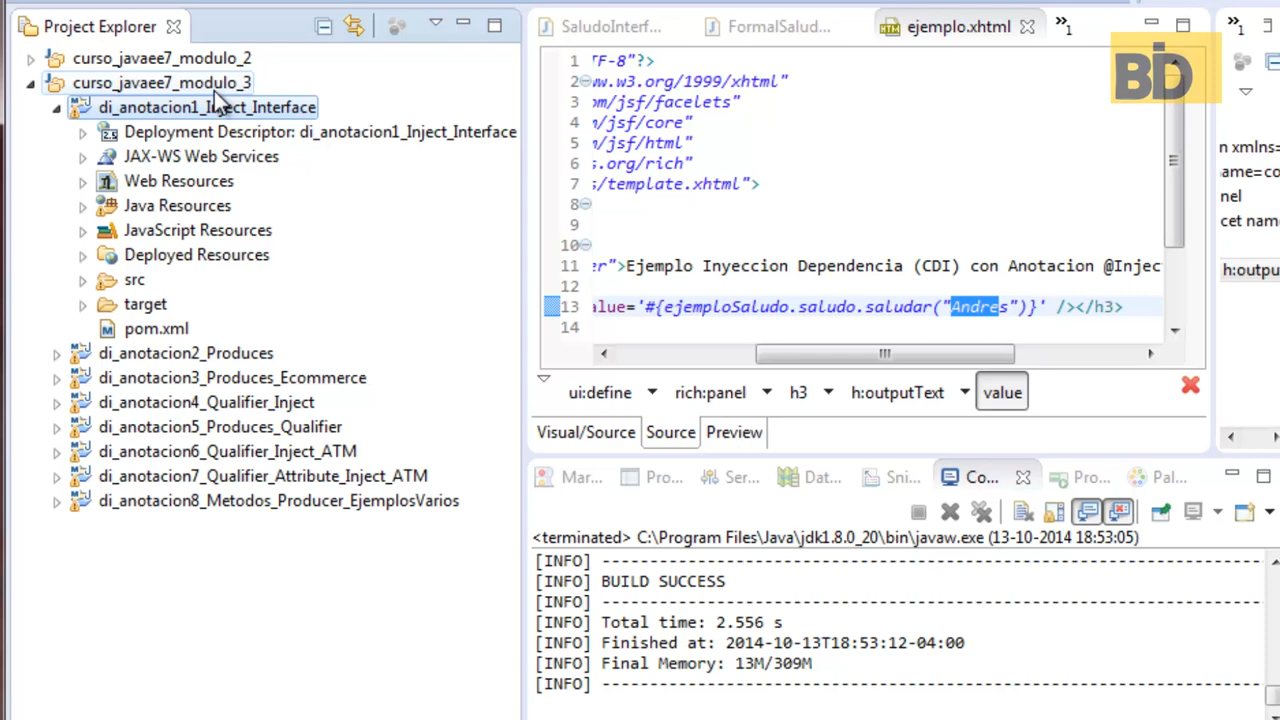 Project Explorer
curso_javaee7_modulo_2
curso_javaee7_modulo_3
di_anotacion1_Inject_Interface
Deployment Descriptor: di_anotacion1_Inject_Interface
JAX-WS Web Services
Web Resources
Java Resources
JavaScript Resources
Deployed Resources
src
target
pom.xml
di_anotacion2_Produces
di_anotacion3_Produces_Ecommerce
di_anotacion4_Qualifier_Inject
di_anotacion5_Produces_Qualifier
di_anotacion6_Qualifier_Inject_ATM
di_anotacion7_Qualifier_Attribute_Inject_ATM
di_anotacion8_Metodos_Producer_EjemplosVarios
SaludoInterf... FormalSalud... ejemplo.xhtml »1
1 TF-8"?>
2 ww.w3.org/1999/xhtml"
3 om/jsf/facelets"
4 m/jsf/core"
5 m/jsf/html"
6 s.org/rich"
7 s/template.xhtml">
8
9
10
11 er">Ejemplo Inyeccion Dependencia (CDI) con Anotacion @Injec
12
13 alue='#{ejemploSaludo.saludo.saludar("Andres")}' /></h3>
14
ui:define rich:panel h3 h:outputText value
Visual/Source Source Preview
»1
BD
n xmlns=
ame=co
nel
cet nam
h:outpu
Mar... Pro... Ser... Dat... Sni... Co... Pro... Pal...
<terminated> C:\Program Files\Java\jdk1.8.0_20\bin\javaw.exe (13-10-2014 18:53:05)
[INFO] ------------------------------------------------------------------------
[INFO] BUILD SUCCESS
[INFO] ------------------------------------------------------------------------
[INFO] Total time: 2.556 s
[INFO] Finished at: 2014-10-13T18:53:12-04:00
[INFO] Final Memory: 13M/309M
[INFO] ------------------------------------------------------------------------